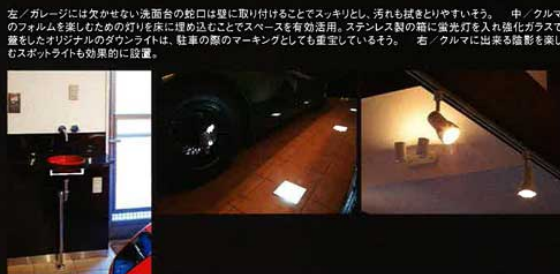 左／ガレージには欠かせない洗面台の蛇口は壁に取り付けることでスッキリとし、汚れも拭きとりやすいそう。　中／クルマ
のフォルムを楽しむための灯りを床に埋め込むことでスペースを有効活用。ステンレス製の箱に蛍光灯を入れ強化ガラスで
蓋をしたオリジナルのダウンライトは、駐車の際のマーキングとしても重宝しているそう。　右／クルマに出来る陰影を楽し
むスポットライトも効果的に設置。